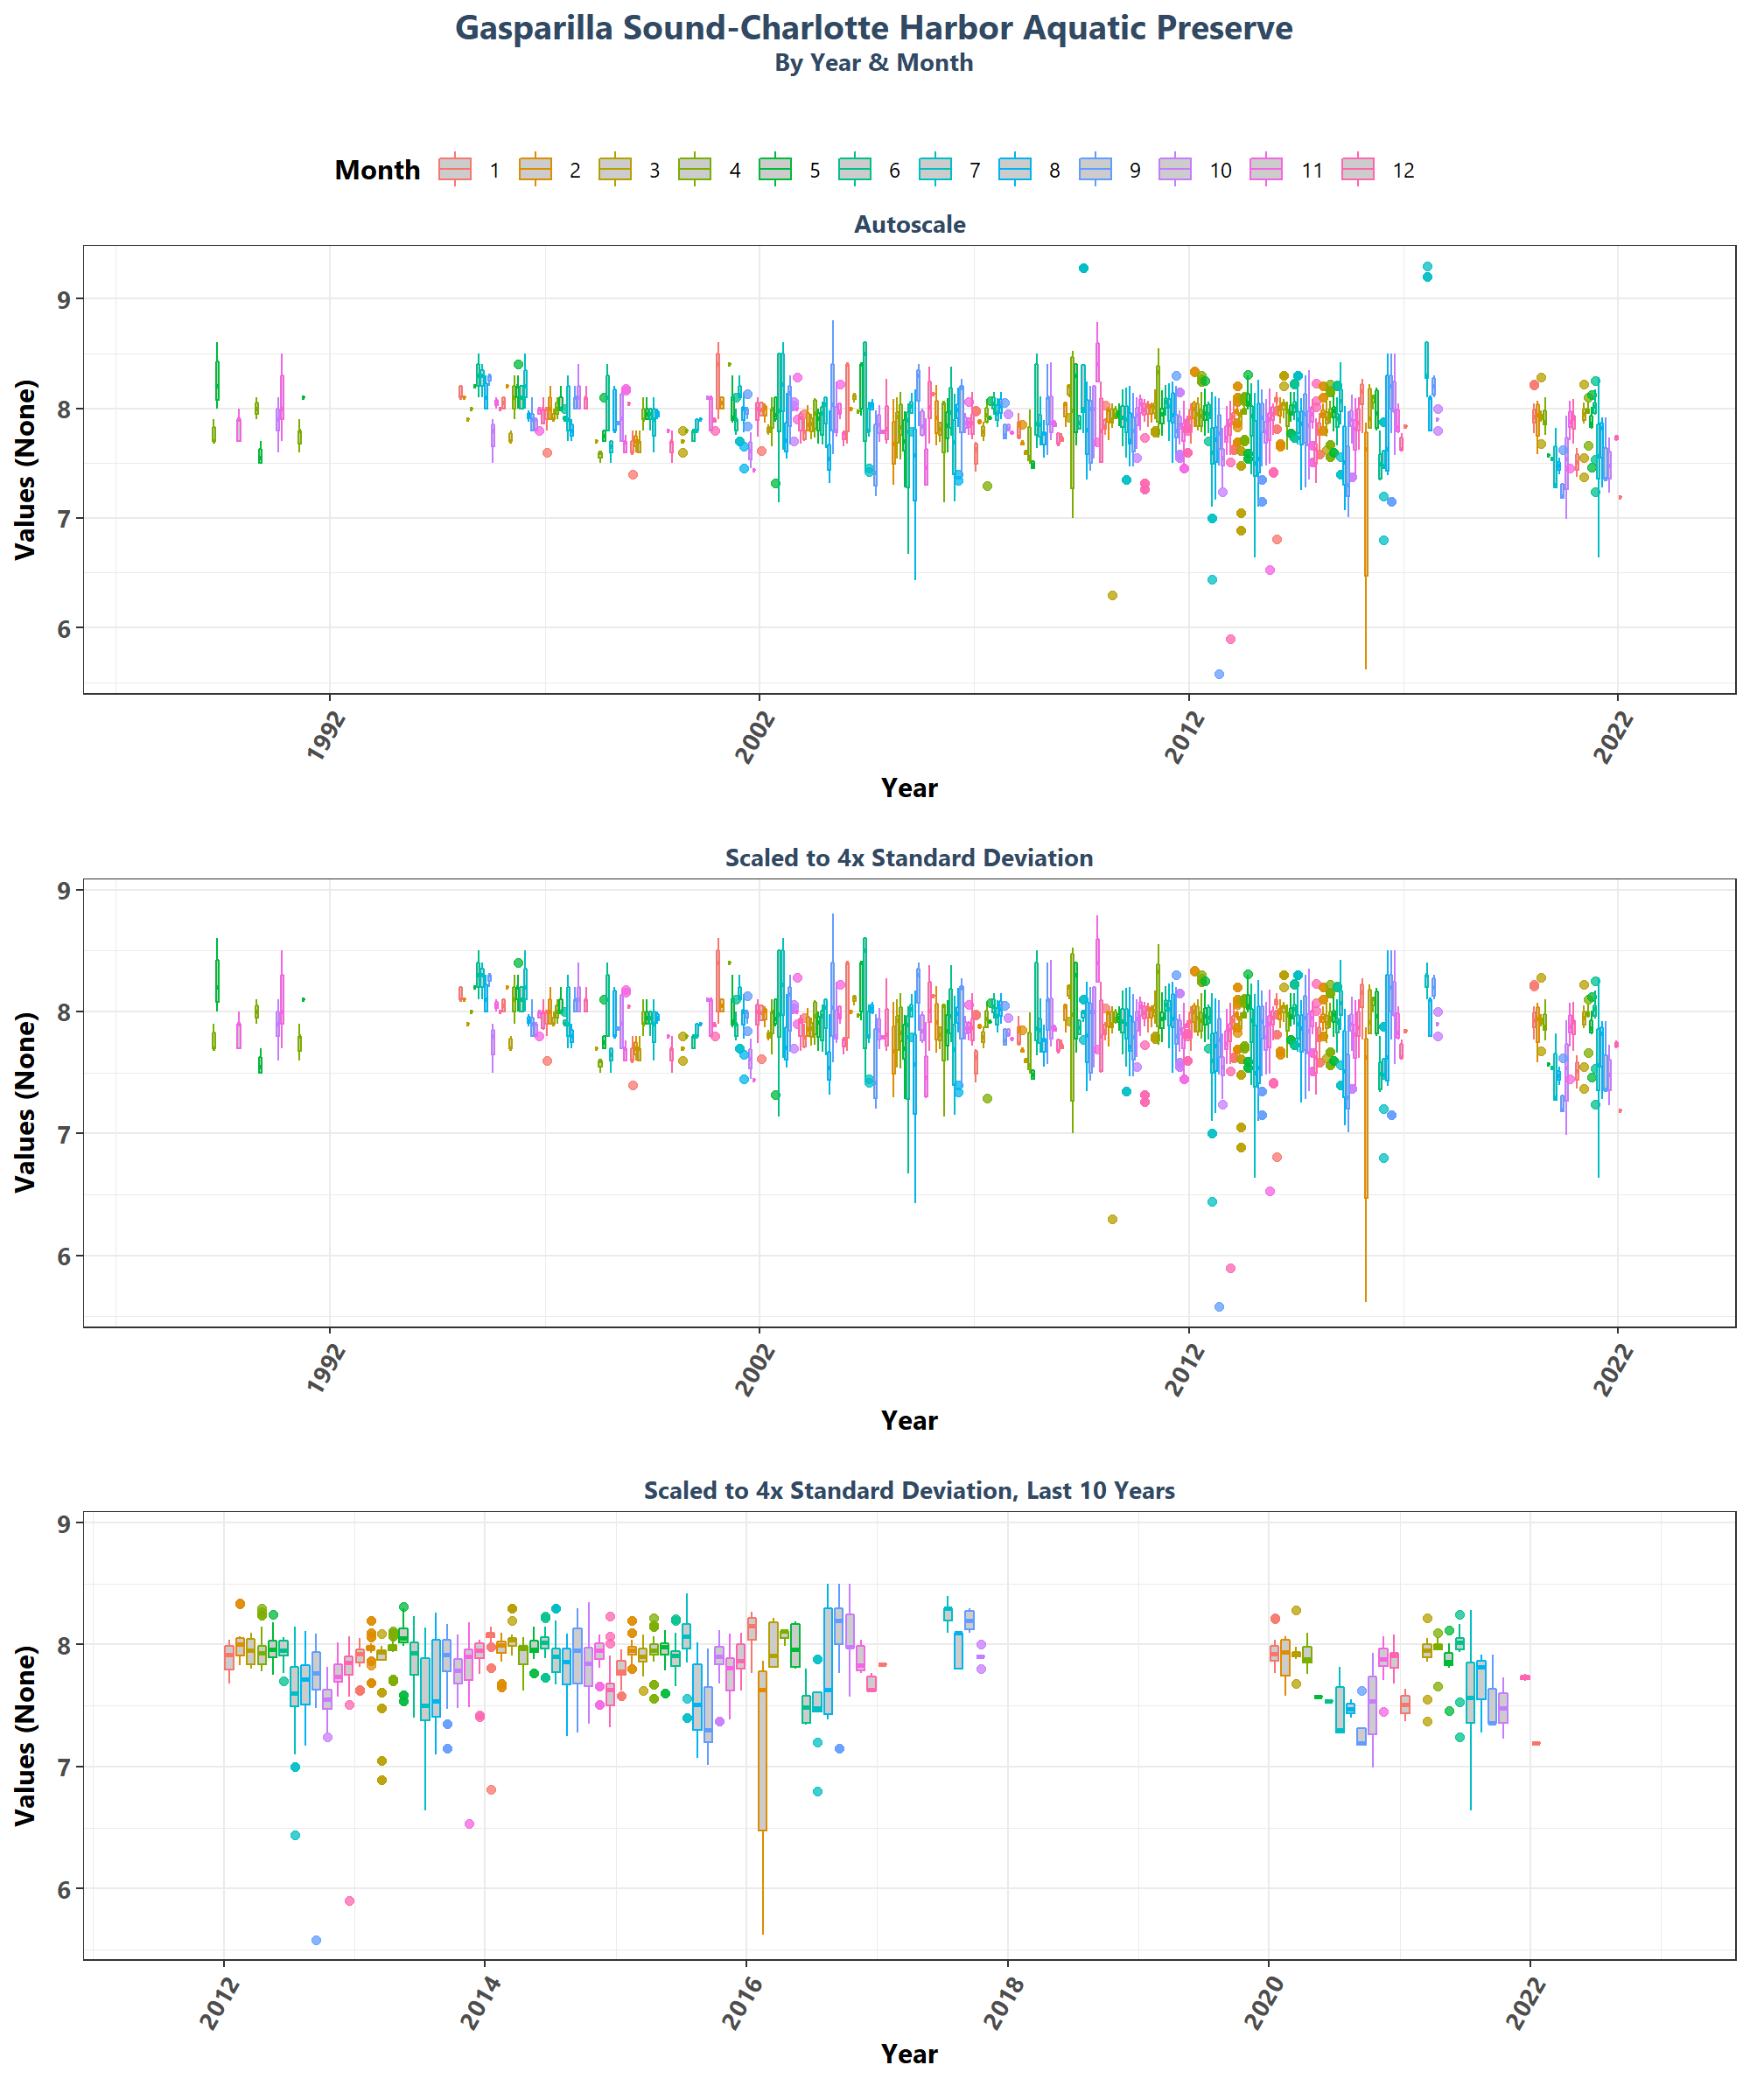 Gasparilla Sound-Charlotte Harbor Aquatic Preserve
By Year & Month
Month 1 2 3 4 5 6 7 8 9 10 11 12
Autoscale
9
8
7
6
Values (None)
1992 2002 2012 2022
Year
Scaled to 4x Standard Deviation
9
8
7
6
Values (None)
1992 2002 2012 2022
Year
Scaled to 4x Standard Deviation, Last 10 Years
9
8
7
6
Values (None)
2012 2014 2016 2018 2020 2022
Year